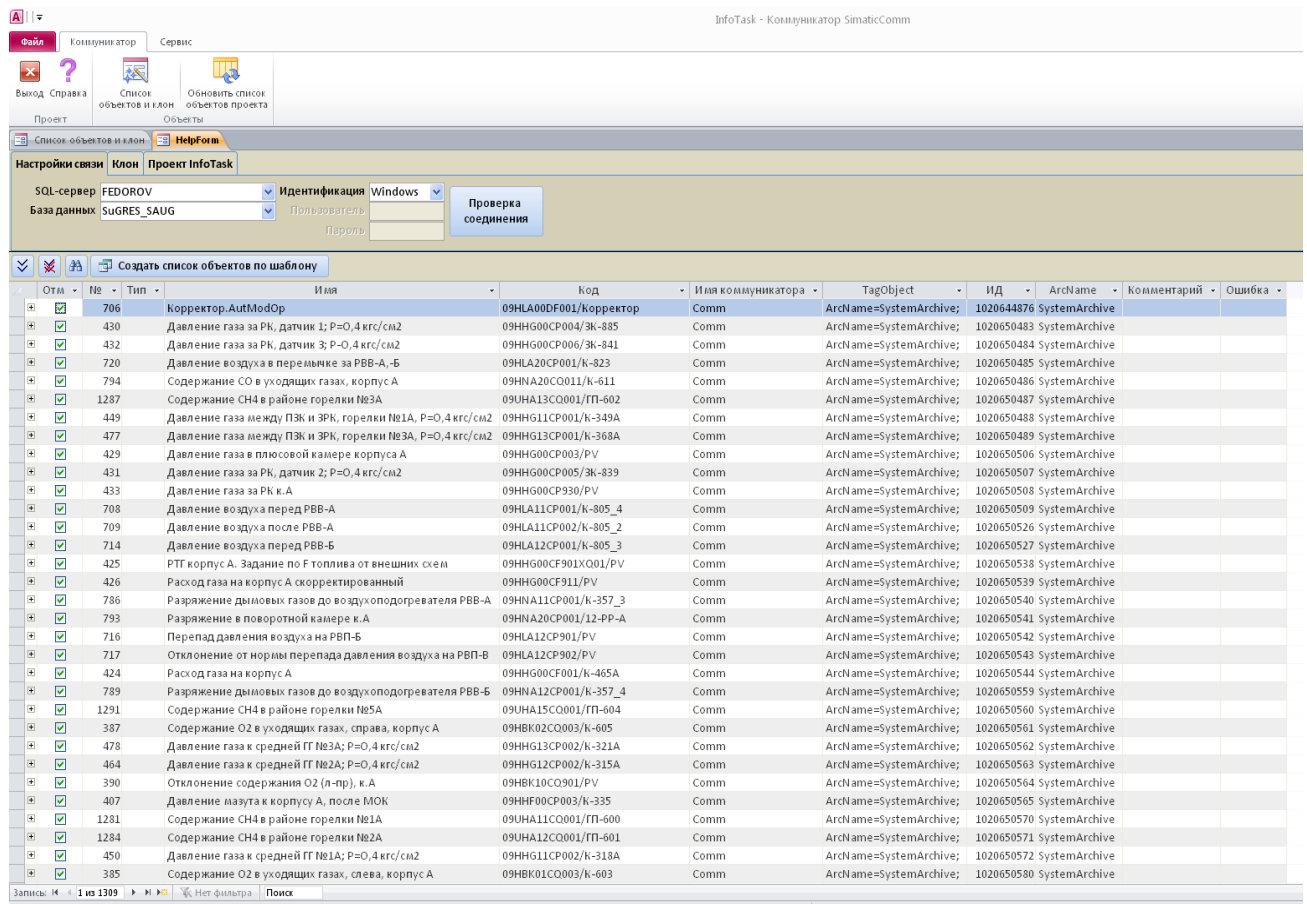 InfoTask - Коммуникатор SimaticComm
Файл Коммуникатор Сервис
Выход Справка Список объектов и клон Обновить список объектов проекта
Проект Объекты
Список объектов и клон HelpForm
Настройки связи Клон Проект InfoTask
SQL-сервер FEDOROV Идентификация Windows Проверка соединения
База данных SuGRES_SAUG Пользователь
Пароль
Создать список объектов по шаблону
Отм № Тип Имя Код Имя коммуникатора TagObject ИД ArcName Комментарий Ошибка
706 Корректор.AutModOp 09HLA00DF001/Корректор Comm ArcName=SystemArchive; 1020644876 SystemArchive
430 Давление газа за РК, датчик 1; Р=О,4 кгс/см2 09HHG00CP004/ЗК-885 Comm ArcName=SystemArchive; 1020650483 SystemArchive
432 Давление газа за РК, датчик 3; Р-О,4 кгс/см2 09HHG00CP006/ЗК-841 Comm ArcName=SystemArchive; 1020650484 SystemArchive
720 Давление воздуха в перемычке за РВВ-А,-Б 09HLA20CP001/К-823 Comm ArcName=SystemArchive; 1020650485 SystemArchive
794 Содержание СО в уходящих газах, корпус А 09HNA20CQ011/К-611 Comm ArcName=SystemArchive; 1020650486 SystemArchive
1287 Содержание СН4 в районе горелки №3А 09UHA13CQ001/ГП-602 Comm ArcName=SystemArchive; 1020650487 SystemArchive
449 Давление газа между ПЗК и ЗРК, горелки №1А, Р=О,4 кгс/см2 09HHG11CP001/К-349А Comm ArcName=SystemArchive; 1020650488 SystemArchive
477 Давление газа между ПЗК и ЗРК, горелки №3А, Р=О,4 кгс/см2 09HHG13CP001/К-368А Comm ArcName=SystemArchive; 1020650489 SystemArchive
429 Давление газа в плюсовой камере корпуса А 09HHG00CP003/PV Comm ArcName=SystemArchive; 1020650506 SystemArchive
431 Давление газа за РК, датчик 2; Р=О,4 кгс/см2 09HHG00CP005/ЗК-839 Comm ArcName=SystemArchive; 1020650507 SystemArchive
433 Давление газа за РК к.А 09HHG00CP930/PV Comm ArcName=SystemArchive; 1020650508 SystemArchive
708 Давление воздуха перед РВВ-А 09HLA11CP001/К-805_4 Comm ArcName=SystemArchive; 1020650509 SystemArchive
709 Давление воздуха после РВВ-А 09HLA11CP002/К-805_2 Comm ArcName=SystemArchive; 1020650526 SystemArchive
714 Давление воздуха перед РВВ-Б 09HLA12CP001/К-805_3 Comm ArcName=SystemArchive; 1020650527 SystemArchive
425 РТГ корпус А. Задание по F топлива от внешних схем 09HHG00CF901XQ01/PV Comm ArcName=SystemArchive; 1020650538 SystemArchive
426 Расход газа на корпус А скорректированный 09HHG00CF911/PV Comm ArcName=SystemArchive; 1020650539 SystemArchive
786 Разряжение дымовых газов до воздухоподогревателя РВВ-А 09HNA11CP001/К-357_3 Comm ArcName=SystemArchive; 1020650540 SystemArchive
793 Разряжение в поворотной камере к.А 09HNA20CP001/12-PP-A Comm ArcName=SystemArchive; 1020650541 SystemArchive
716 Перепад давления воздуха на РВП-Б 09HLA12CP901/PV Comm ArcName=SystemArchive; 1020650542 SystemArchive
717 Отклонение от нормы перепада давления воздуха на РВП-В 09HLA12CP902/PV Comm ArcName=SystemArchive; 1020650543 SystemArchive
424 Расход газа на корпус А 09HHG00CF001/К-465А Comm ArcName=SystemArchive; 1020650544 SystemArchive
789 Разряжение дымовых газов до воздухоподогревателя РВВ-Б 09HNA12CP001/К-357_4 Comm ArcName=SystemArchive; 1020650559 SystemArchive
1291 Содержание СН4 в районе горелки №5А 09UHA15CQ001/ГП-604 Comm ArcName=SystemArchive; 1020650560 SystemArchive
387 Содержание О2 в уходящих газах, справа, корпус А 09HBK02CQ003/К-605 Comm ArcName=SystemArchive; 1020650561 SystemArchive
478 Давление газа к средней ГГ №3А; Р=О,4 кгс/см2 09HHG13CP002/К-321А Comm ArcName=SystemArchive; 1020650562 SystemArchive
464 Давление газа к средней ГГ №2А; Р=О,4 кгс/см2 09HHG12CP002/К-315А Comm ArcName=SystemArchive; 1020650563 SystemArchive
390 Отклонение содержания О2 (л-пр), к.А 09HBK10CQ901/PV Comm ArcName=SystemArchive; 1020650564 SystemArchive
407 Давление мазута к корпусу А, после МОК 09HHF00CP003/К-335 Comm ArcName=SystemArchive; 1020650565 SystemArchive
1281 Содержание СН4 в районе горелки №1А 09UHA11CQ001/ГП-600 Comm ArcName=SystemArchive; 1020650570 SystemArchive
1284 Содержание СН4 в районе горелки №2А 09UHA12CQ001/ГП-601 Comm ArcName=SystemArchive; 1020650571 SystemArchive
450 Давление газа к средней ГГ №1А; Р=О,4 кгс/см2 09HHG11CP002/К-318А Comm ArcName=SystemArchive; 1020650572 SystemArchive
385 Содержание О2 в уходящих газах, слева, корпус А 09HBK01CQ003/К-603 Comm ArcName=SystemArchive; 1020650580 SystemArchive
Запись: 1 из 1309 Нет фильтра Поиск